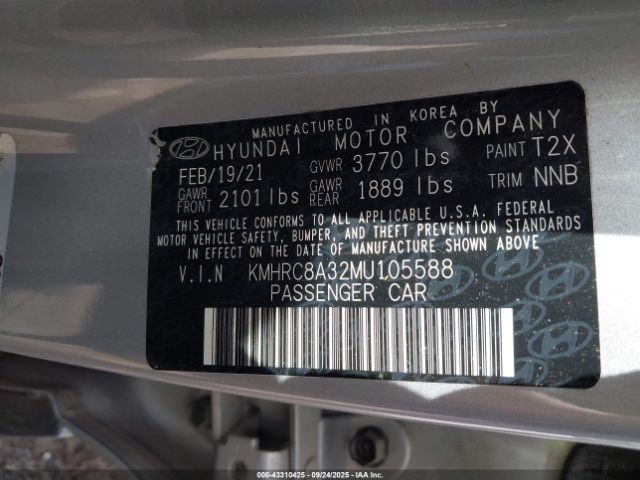 MANUFACTURED IN KOREA BY
HYUNDAI MOTOR COMPANY
FEB/19/21 GVWR 3770 lbs PAINT T2X
GAWR FRONT 2101 lbs GAWR REAR 1889 lbs TRIM NNB
THIS VEHICLE CONFORMS TO ALL APPLICABLE U.S.A. FEDERAL
MOTOR VEHICLE SAFETY, BUMPER, AND THEFT PREVENTION STANDARDS
IN EFFECT ON THE DATE OF MANUFACTURE SHOWN ABOVE.
V.I.N KMHRC8A32MU105588
PASSENGER CAR
000-43310425 - 09/24/2025 - IAAI.COM